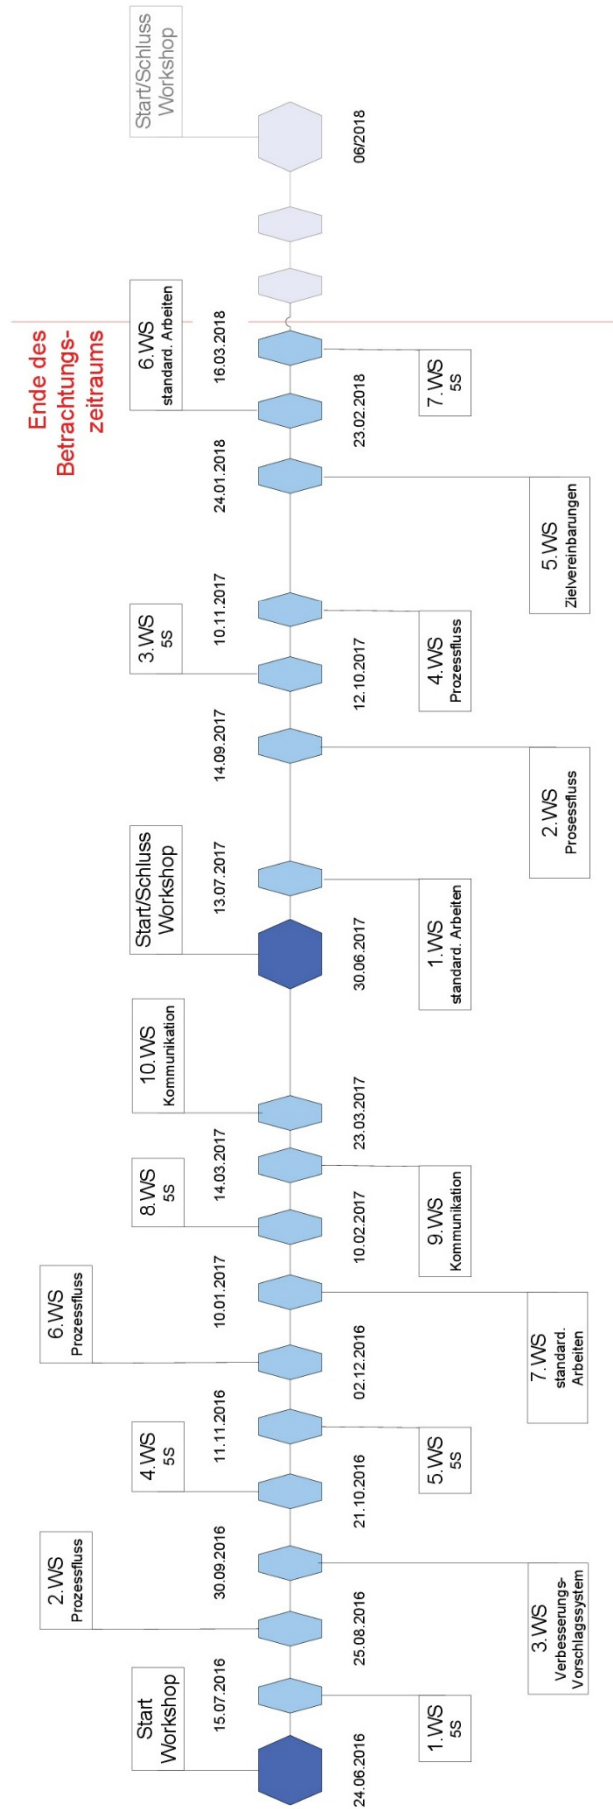 Start
Workshop
24.06.2016
15.07.2016
1.WS
5S
2.WS
Prozessfluss
25.08.2016
30.09.2016
3.WS
Verbesserungs-
Vorschlagssystem
4.WS
5S
21.10.2016
11.11.2016
5.WS
5S
6.WS
Prozessfluss
02.12.2016
10.01.2017
7.WS
standard.
Arbeiten
8.WS
5S
10.02.2017
14.03.2017
9.WS
Kommunikation
10.WS
Kommunikation
23.03.2017
Start/Schluss
Workshop
30.06.2017
13.07.2017
1.WS
standard. Arbeiten
14.09.2017
2.WS
Prosessfluss
3.WS
5S
12.10.2017
10.11.2017
4.WS
Prozessfluss
24.01.2018
5.WS
Zielvereinbarungen
6.WS
standard. Arbeiten
23.02.2018
16.03.2018
7.WS
5S
Ende des
Betrachtungs-
zeitraums
Start/Schluss
Workshop
06/2018